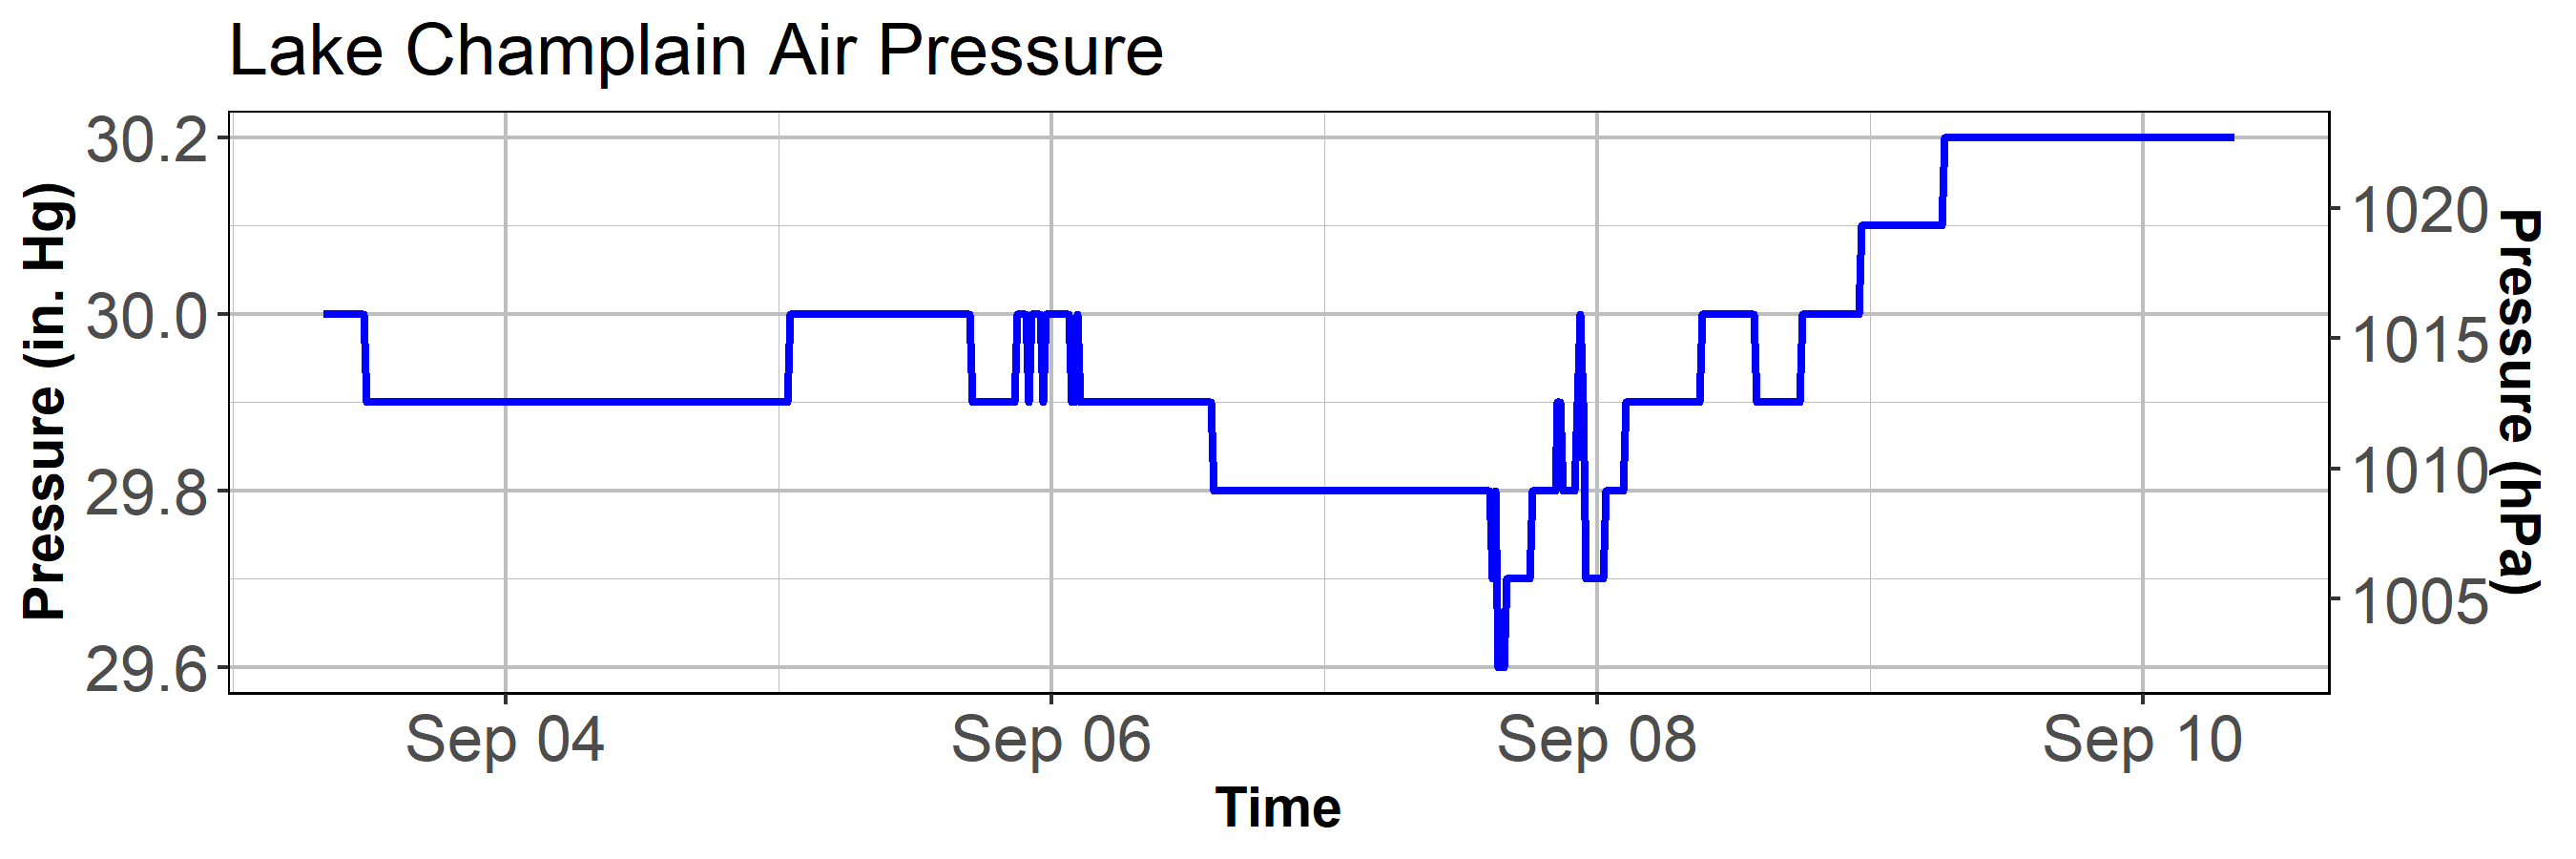 Lake Champlain Air Pressure
Pressure (in. Hg)
30.2
30.0
29.8
29.6
1020
1015
1010
1005
Pressure (hPa)
Sep 04
Sep 06
Sep 08
Sep 10
Time